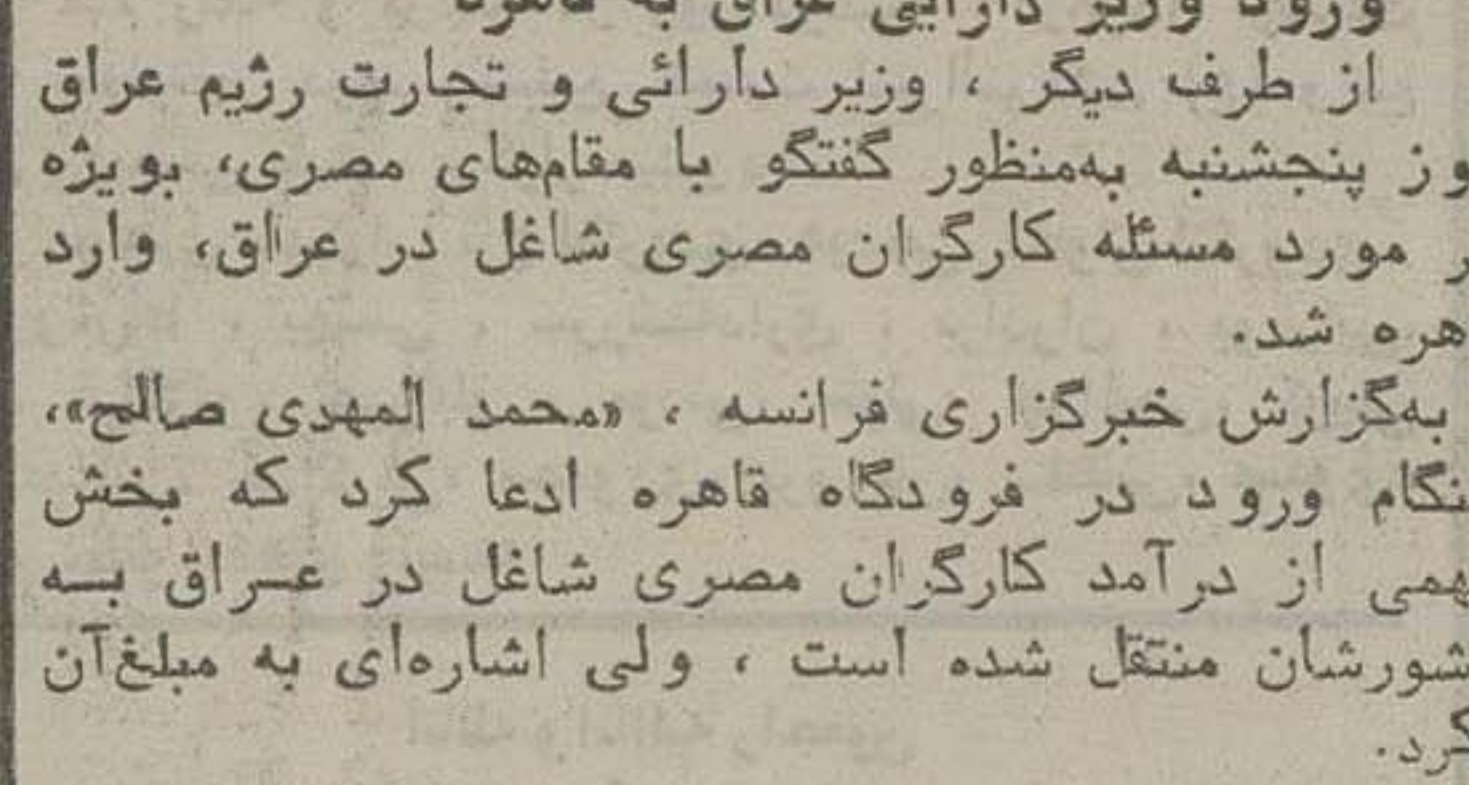 ورود وزیر دارایی عراق به قاهره
از طرف دیگر ، وزیر دارائی و تجارت رژیم عراق
وز پنجشنبه به‌منظور گفتگو با مقام‌های مصری، بویژه
ر مورد مسئله کارگران مصری شاغل در عراق، وارد
هره شد.
به‌گزارش خبرگزاری فرانسه ، «محمد المهدی صالح»،
نگام ورود در فرودگاه قاهره ادعا کرد که بخش
همی از درآمد کارگران مصری شاغل در عراق به
شورشان منتقل شده است ، ولی اشاره‌ای به مبلغ‌آن
کرد.